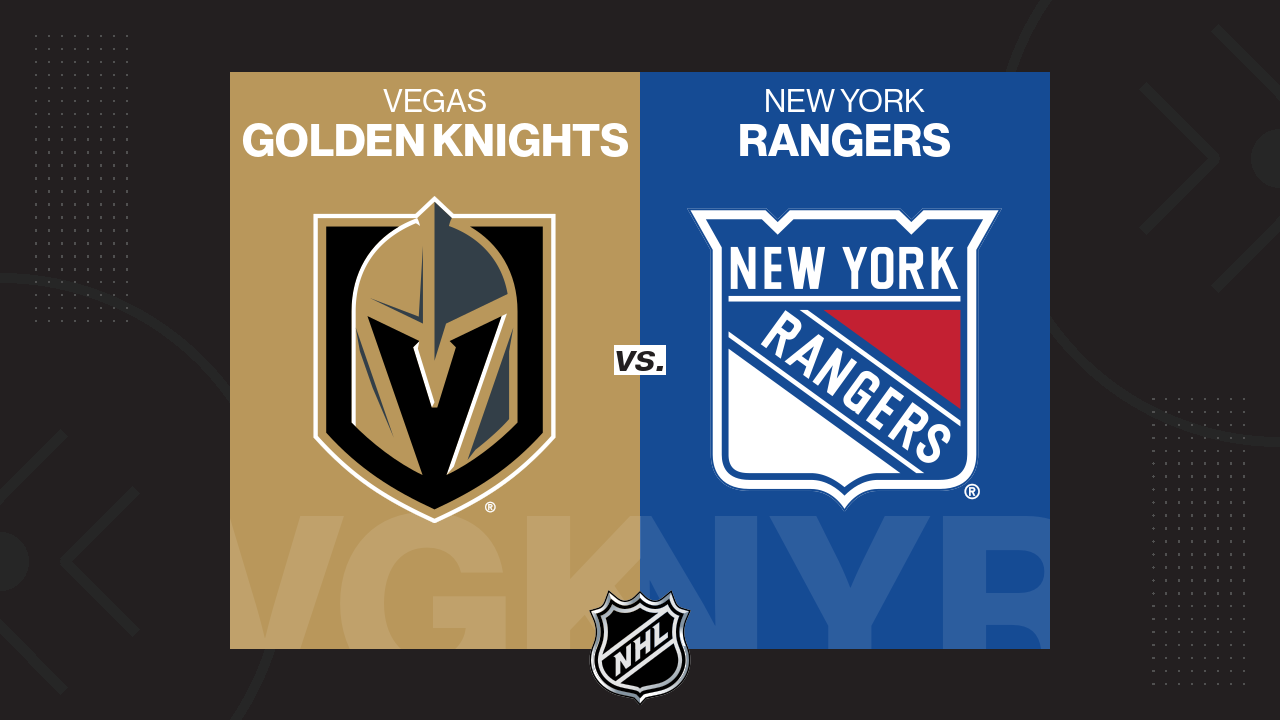 VEGAS
GOLDEN KNIGHTS
NEW YORK
RANGERS
NEW YORK
RANGERS
®
®
vs.
VGK
NYR
NHL